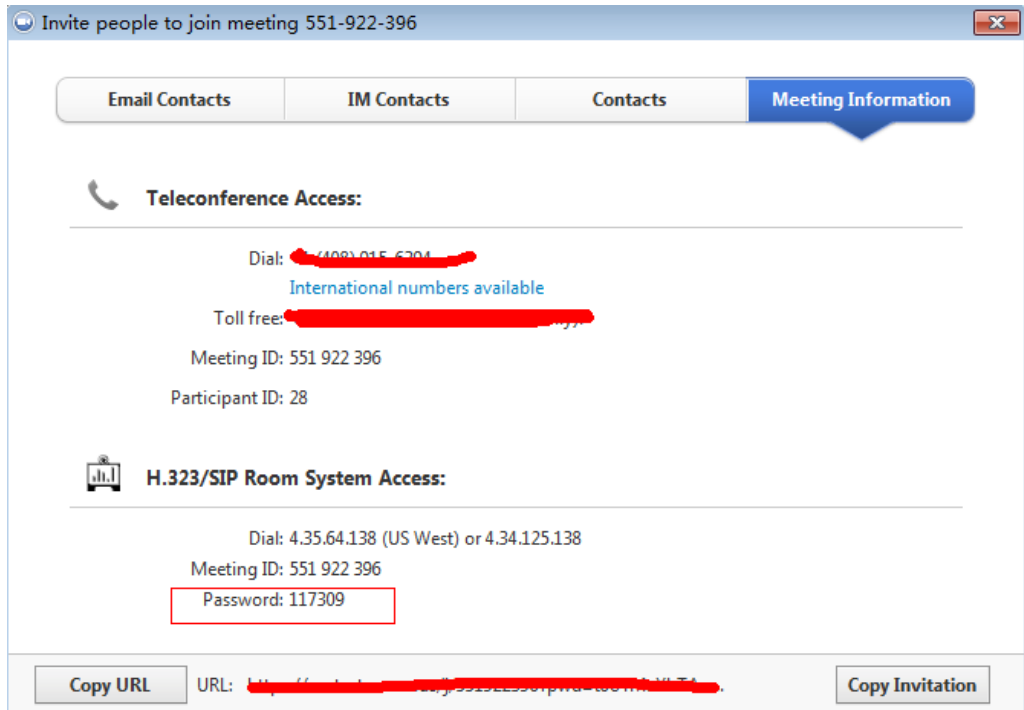 Invite people to join meeting 551-922-396
Email Contacts IM Contacts Contacts Meeting Information
Teleconference Access:
Dial:
International numbers available
Toll free:
Meeting ID: 551 922 396
Participant ID: 28
H.323/SIP Room System Access:
Dial: 4.35.64.138 (US West) or 4.34.125.138
Meeting ID: 551 922 396
Password: 117309
Copy URL URL: Copy Invitation